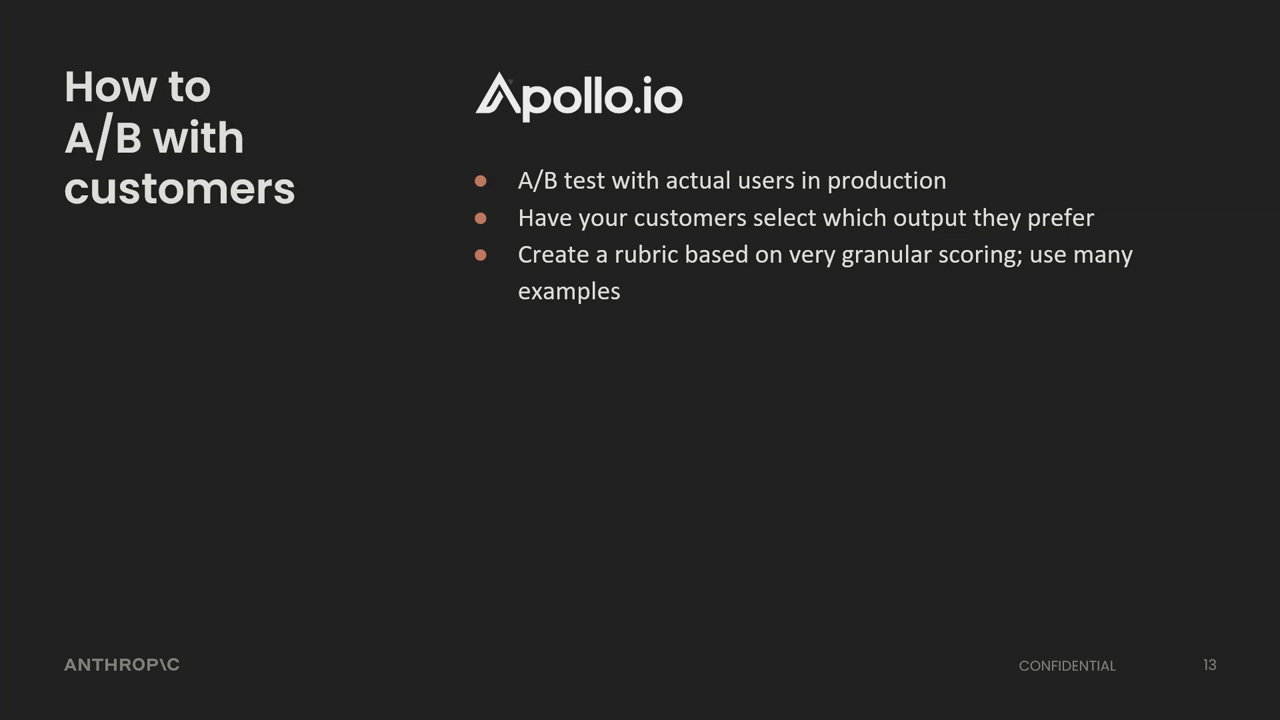 How to
A/B with
customers
Apollo.io
● A/B test with actual users in production
● Have your customers select which output they prefer
● Create a rubric based on very granular scoring; use many
examples
ANTHROP\C
CONFIDENTIAL
13